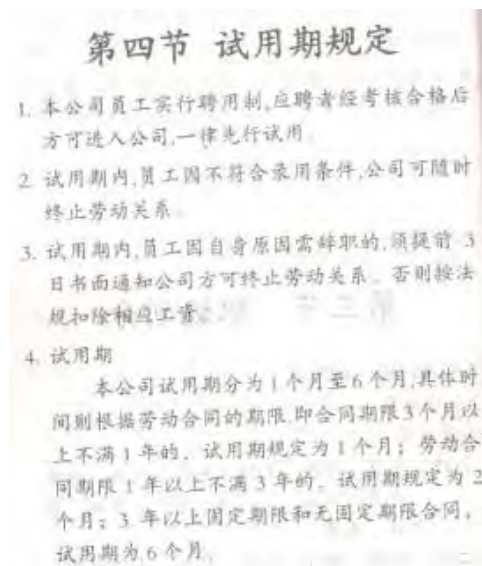 第四节 试用期规定
1. 本公司员工实行聘用制,应聘者经考核合格后
方可进入公司,一律先行试用
2. 试用期内,员工因不符合录用条件,公司可随时
终止劳动关系
3. 试用期内,员工因自身原因需辞职的,须提前 3
日书面通知公司方可终止劳动关系。否则按法
规扣除相应工资。
4. 试用期
本公司试用期分为1个月至6个月,具体时
间则根据劳动合同的期限,即合同期限3个月以
上不满1年的。试用期规定为1个月;劳动合
同期限1年以上不满3年的。试用期规定为2
个月;3年以上固定期限和无固定期限合同,
试用期为6个月。